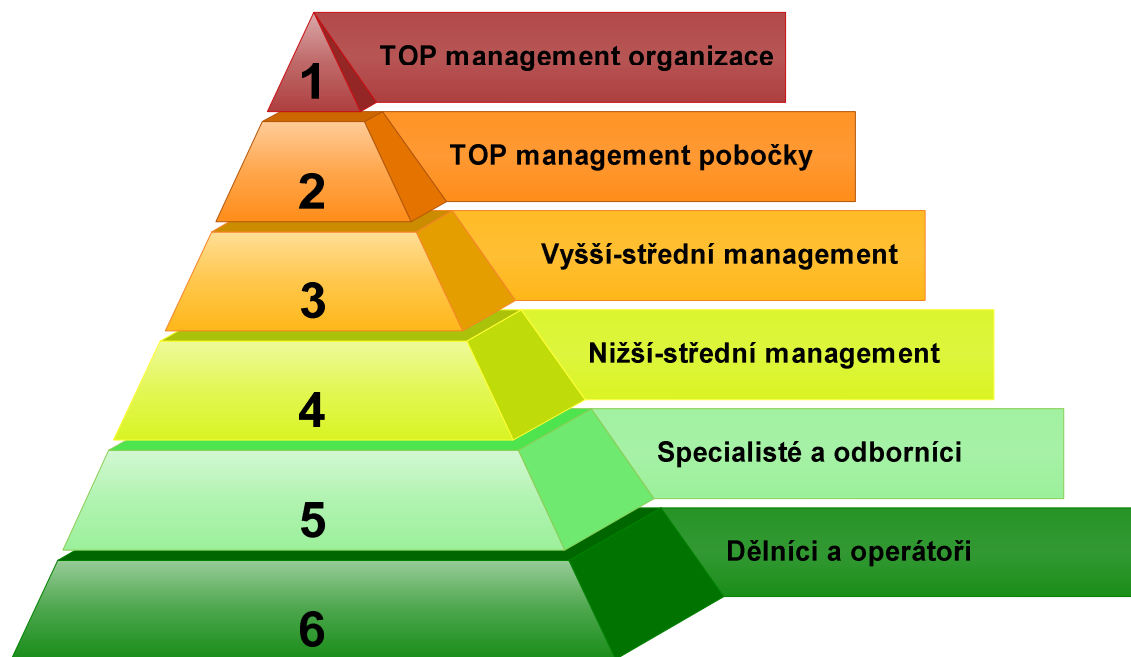 1
TOP management organizace
2
TOP management pobočky
3
Vyšší-střední management
4
Nižší-střední management
5
Specialisté a odborníci
6
Dělníci a operátoři